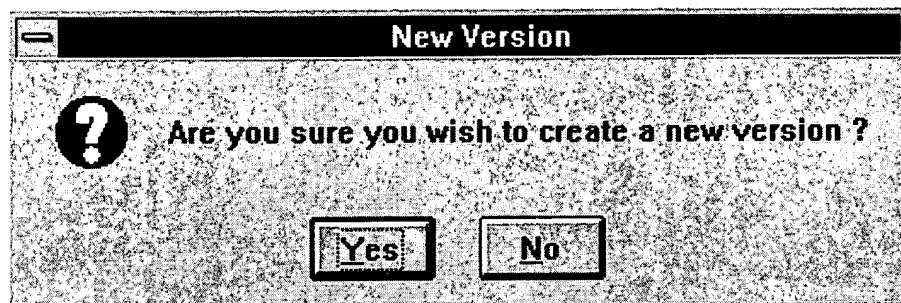 New Version
?
Are you sure you wish to create a new version ?
Yes
No